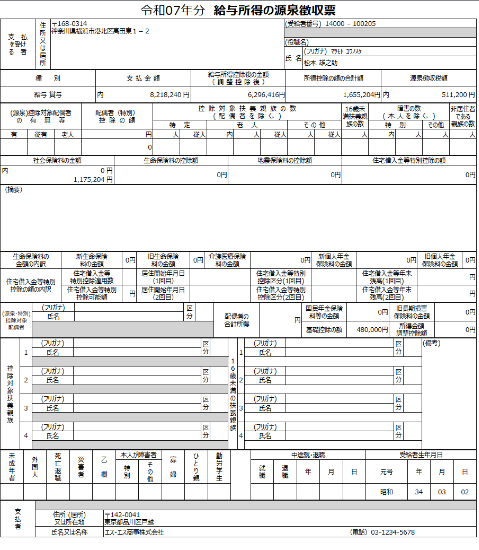 令和07年分 給与所得の源泉徴収票
支 払
を受け
る 者
住所又は居所
〒168-0314
神奈川県横浜市港北区高田東１－２
(受給者番号) 14000 - 100205
(役職名)
氏 名
(フリガナ) マツモト ユウノスケ
松本 雄之助
種 別
支 払 金 額
給与所得控除後の金額
( 調 整 控 除 後 )
所得控除の額の合計額
源泉徴収税額
給与 賞与
内 8,218,240 円
6,296,416円
1,655,204円
内 511,200 円
(源泉)控除対象配偶者
の 有 無 等
配偶者 (特別)
控 除 の 額
控 除 対 象 扶 養 親 族 の 数
( 配 偶 者 を 除 く 。)
16歳未
満扶養親
族の数
障害者の数
( 本 人 を 除 く 。)
非居住者
である
親族の数
有 従有 老人
特 定
老 人
その他
特 別
その他
円
人 従人 内 人 従人 人 従人 人 内 人 人 人
0
社会保険料の金額
生命保険料の控除額
地震保険料の控除額
住宅借入金等特別控除の額
内 0 円
1,175,204 円
0円
0円
0円
(摘要)
生命保険料
の金額の内訳
新生命保険
料の金額
0円
旧生命保険
料の金額
0円
介護医療保険
料の金額
0円
新個人年金
保険料の金額
0円
旧個人年金
保険料の金額
0円
住宅借入金等特別
控除の額の内訳
住宅借入金等
特別控除適用数
居住開始年月日
(1回目)
住宅借入金等特別
控除区分(1回目)
住宅借入金等年末
残高(1回目)
円
住宅借入金等特別
控除可能額
円
居住開始年月日
(2回目)
住宅借入金等特別
控除区分(2回目)
住宅借入金等年末
残高(2回目)
円
(源泉・特別)
控除対象
配偶者
(フリガナ)
氏名
区
分
配偶者の
合計所得
円
国民年金保険
料等の金額
0円
旧長期損害
保険料の金額
0円
基礎控除の額
480,000円
所得金額
調整控除額
0円
控除対象扶養親族
1
(フリガナ)
氏名
区
分
2
(フリガナ)
氏名
区
分
3
(フリガナ)
氏名
区
分
4
(フリガナ)
氏名
区
分
16歳未満の扶養親族
1
(フリガナ)
氏名
区
分
2
(フリガナ)
氏名
区
分
3
(フリガナ)
氏名
区
分
4
(フリガナ)
氏名
区
分
(備考)
未成年者
外国人
死亡退職
災害者
乙欄
本人が障害者
特別
その他
寡婦
ひとり親
勤労学生
中途就・退職
就職
退職
年
月
日
受給者生年月日
元号
年
月
日
昭和
34
03
02
支払者
住所 (居所)
又は所在地
〒142-0041
東京都品川区戸越
氏名又は名称
エス-エス商事株式会社
(電話) 03-1234-5678